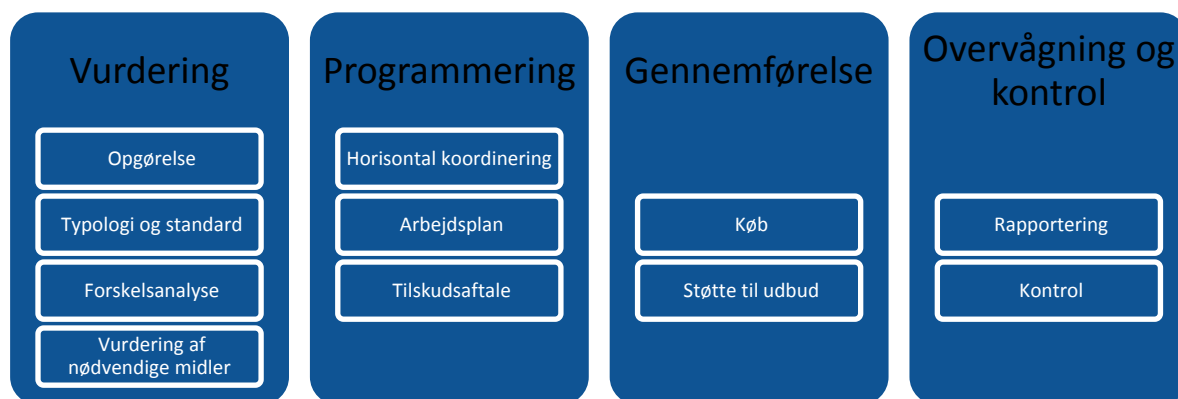 Vurdering
Opgørelse
Typologi og standard
Forskelsanalyse
Vurdering af
nødvendige midler
Programmering
Horisontal koordinering
Arbejdsplan
Tilskudsaftale
Gennemførelse
Køb
Støtte til udbud
Overvågning og
kontrol
Rapportering
Kontrol